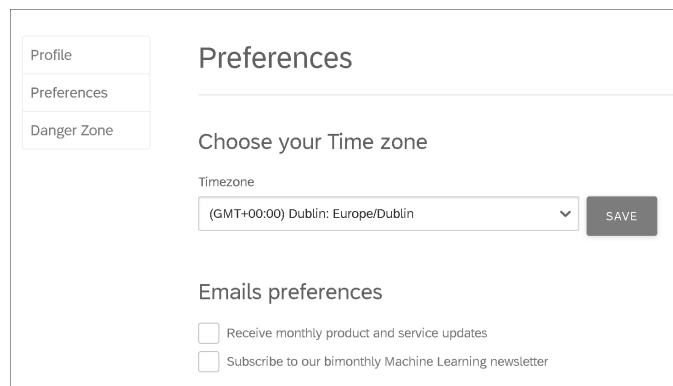 Profile
Preferences
Danger Zone
Preferences
Choose your Time zone
Timezone
(GMT+00:00) Dublin: Europe/Dublin
SAVE
Emails preferences
Receive monthly product and service updates
Subscribe to our bimonthly Machine Learning newsletter